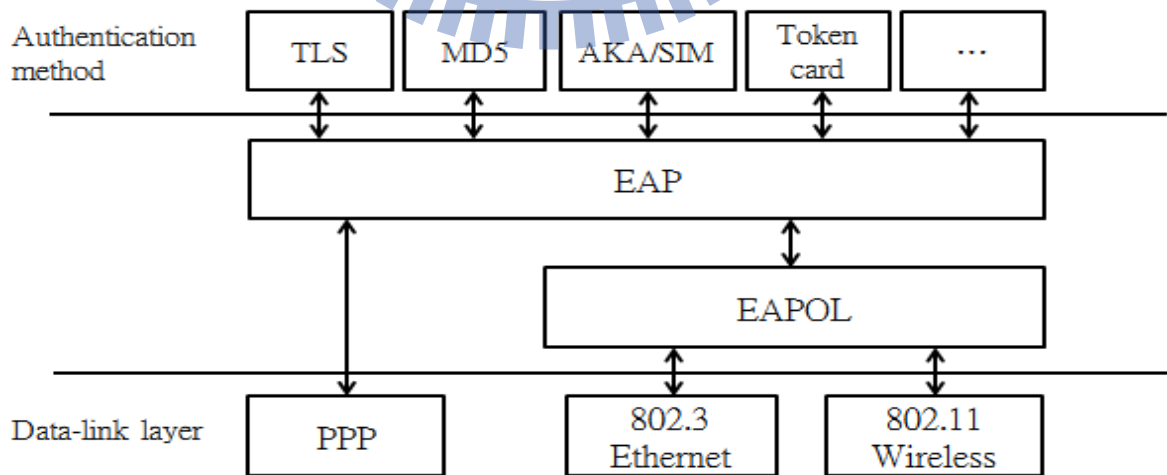 Authentication
method
TLS
MD5
AKA/SIM
Token
card
...
EAP
EAPOL
Data-link layer
PPP
802.3
Ethernet
802.11
Wireless